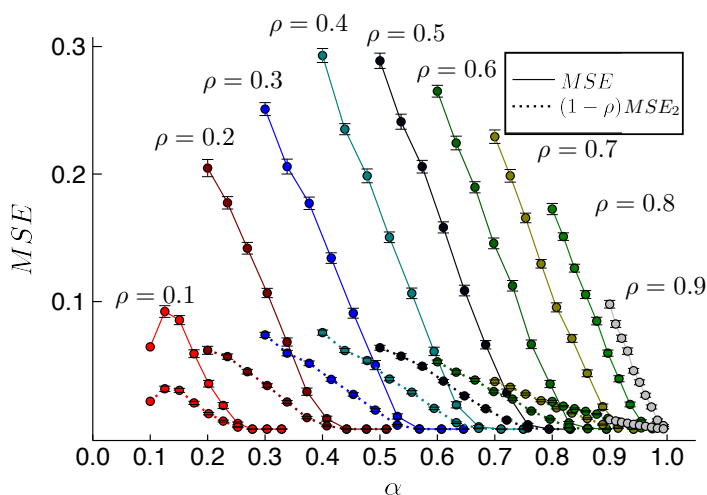 0.3
0.2
0.1
MSE
ρ = 0.1
ρ = 0.2
ρ = 0.3
ρ = 0.4
ρ = 0.5
ρ = 0.6
ρ = 0.7
ρ = 0.8
ρ = 0.9
MSE
(1 − ρ)MSE₂
0.0 0.1 0.2 0.3 0.4 0.5 0.6 0.7 0.8 0.9 1.0
α